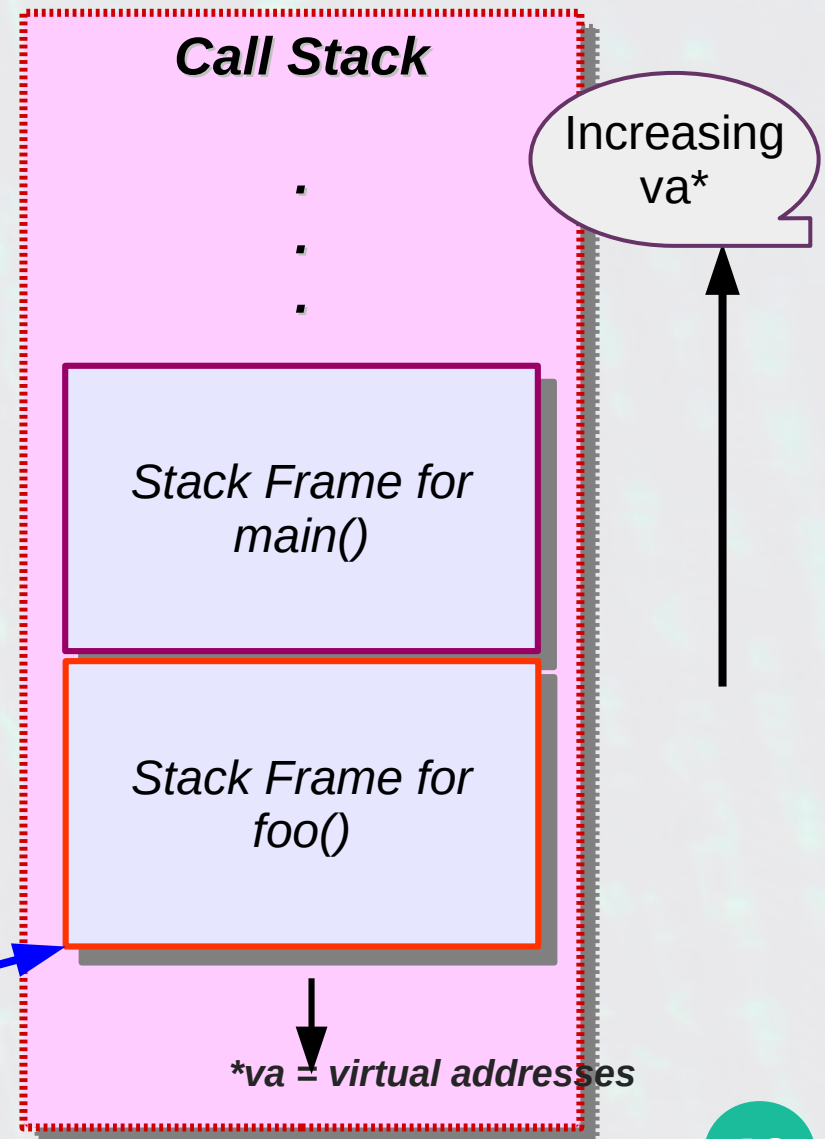 Call Stack
Increasing
va*
.
.
.
Stack Frame for
main()
Stack Frame for
foo()
*va = virtual addresses